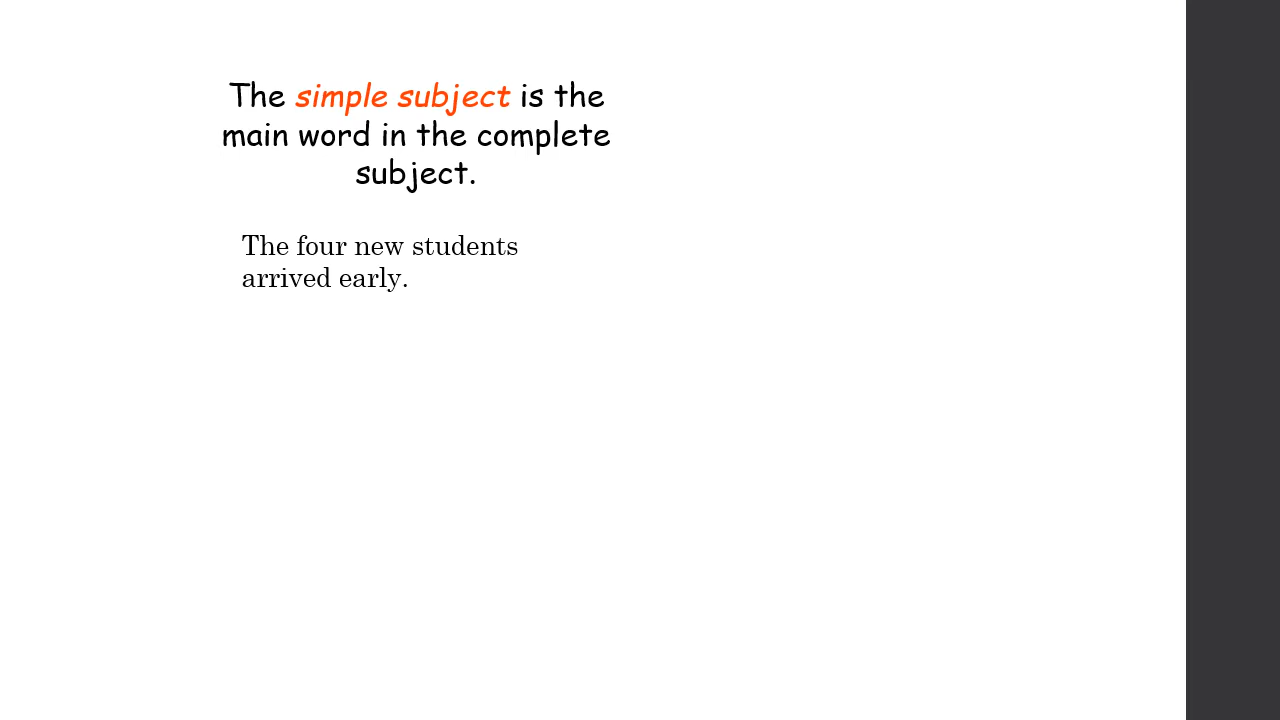 The simple subject is the
main word in the complete
subject.
The four new students
arrived early.